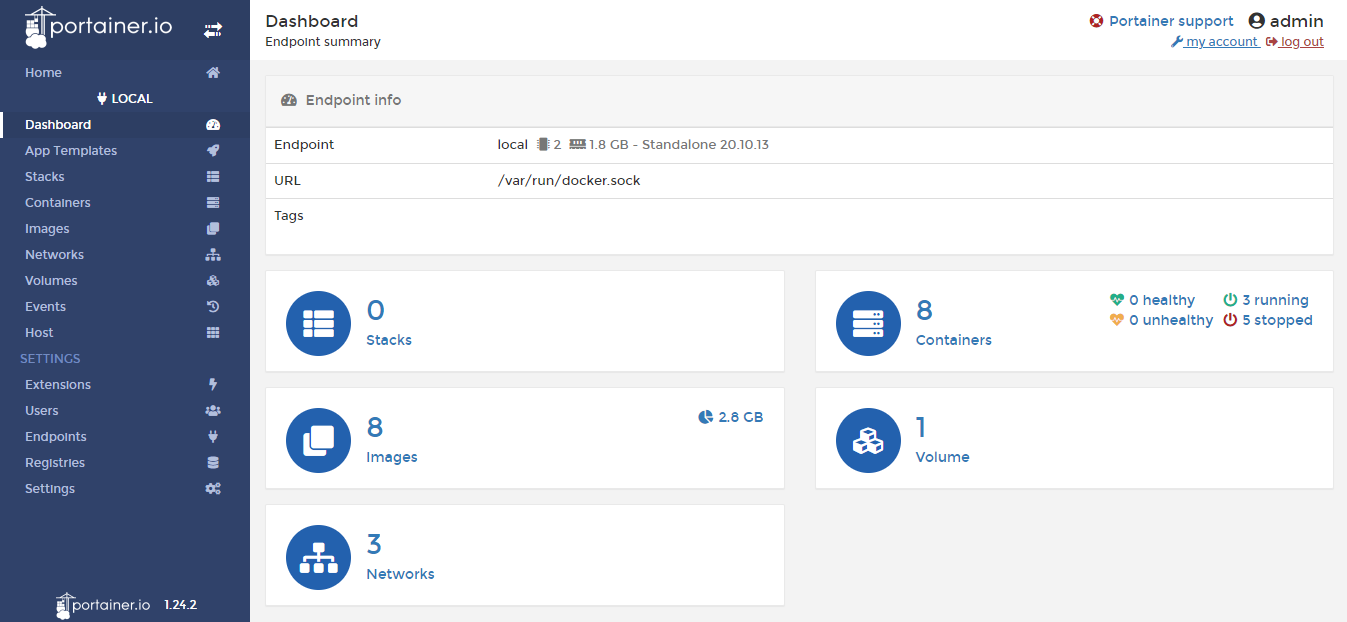 portainer.io
Home
LOCAL
Dashboard
App Templates
Stacks
Containers
Images
Networks
Volumes
Events
Host
SETTINGS
Extensions
Users
Endpoints
Registries
Settings
portainer.io 1.24.2
Dashboard
Endpoint summary
Portainer support admin
my account log out
Endpoint info
Endpoint local 2 1.8 GB - Standalone 20.10.13
URL /var/run/docker.sock
Tags
0
Stacks
8
Containers
0 healthy 3 running
0 unhealthy 5 stopped
8
Images
2.8 GB
1
Volume
3
Networks